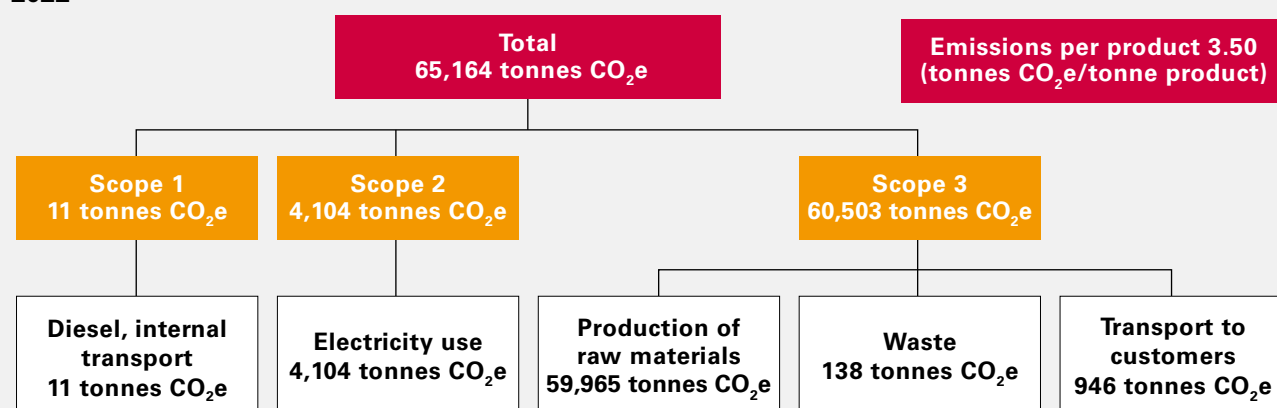 Total
65,164 tonnes CO₂e
Emissions per product 3.50
(tonnes CO₂e/tonne product)
Scope 1
11 tonnes CO₂e
Scope 2
4,104 tonnes CO₂e
Scope 3
60,503 tonnes CO₂e
Diesel, internal
transport
11 tonnes CO₂e
Electricity use
4,104 tonnes CO₂e
Production of
raw materials
59,965 tonnes CO₂e
Waste
138 tonnes CO₂e
Transport to
customers
946 tonnes CO₂e